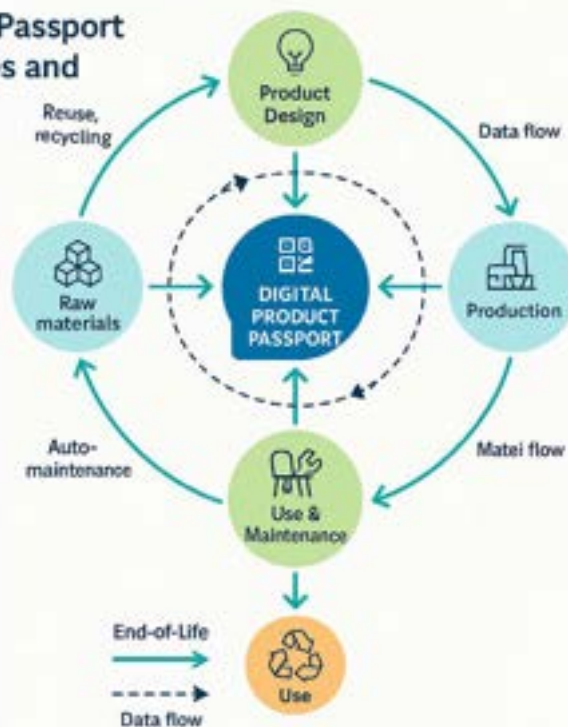 Passport
es and
Product
Design
Reuse,
recycling
Data flow
Raw
materials
DIGITAL
PRODUCT
PASSPORT
Production
Auto-
maintenance
Matei flow
Use &
Maintenance
End-of-Life
Use
Data flow